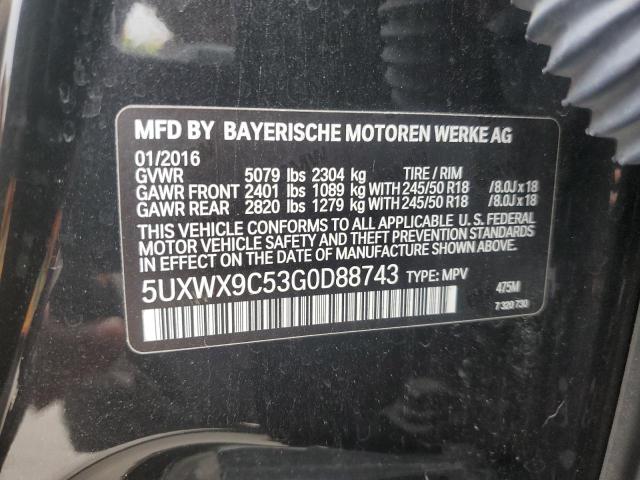 MFD BY BAYERISCHE MOTOREN WERKE AG
01/2016
GVWR 5079 lbs 2304 kg TIRE / RIM
GAWR FRONT 2401 lbs 1089 kg WITH 245/50 R18 /8.0J x 18
GAWR REAR 2820 lbs 1279 kg WITH 245/50 R18 /8.0J x 18
THIS VEHICLE CONFORMS TO ALL APPLICABLE U.S. FEDERAL
MOTOR VEHICLE SAFETY AND THEFT PREVENTION STANDARDS
IN EFFECT ON THE DATE OF MANUFACTURE SHOWN ABOVE.
5UXWX9C53G0D88743 TYPE: MPV
475M
7 320 730